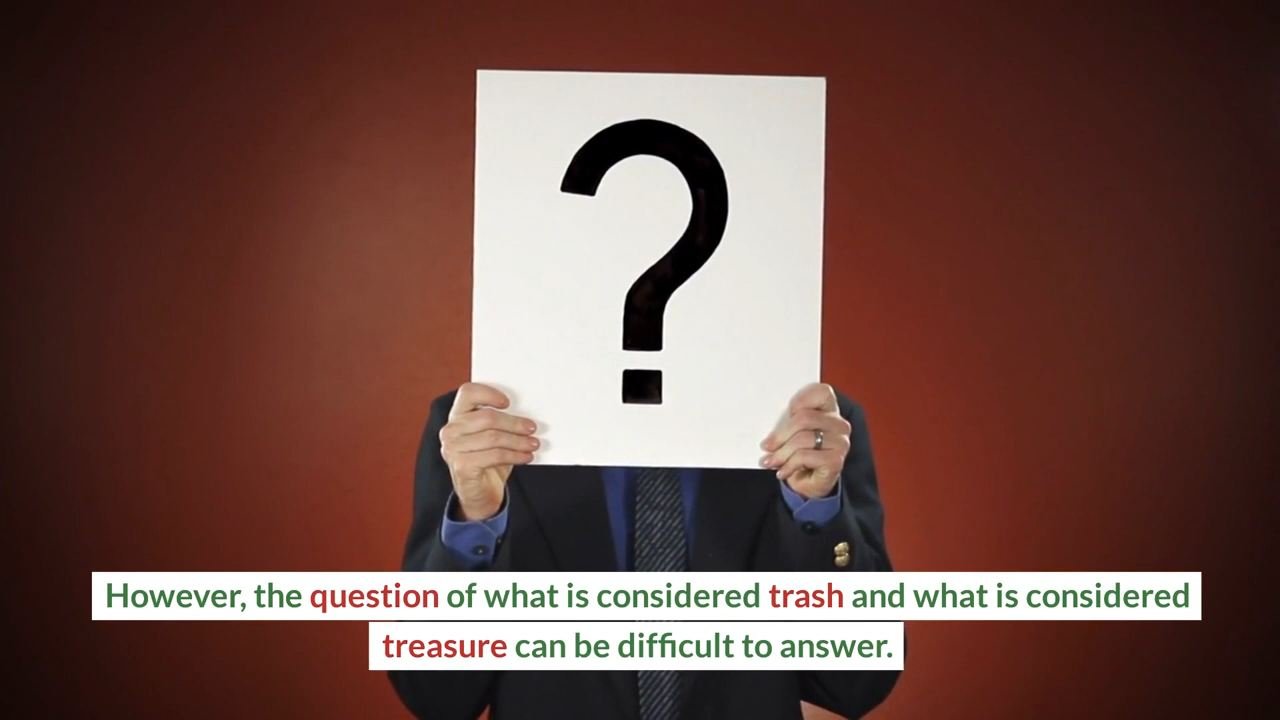 ?
However, the question of what is considered trash and what is considered
treasure can be difficult to answer.